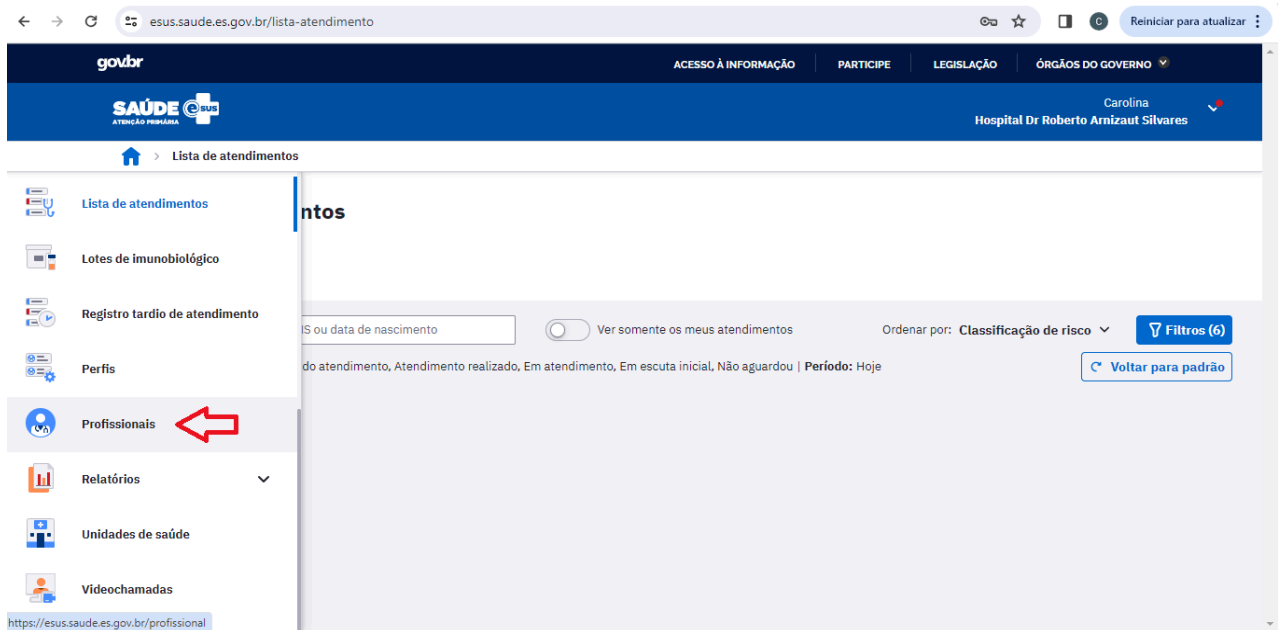 esus.saude.es.gov.br/lista-atendimento
C
Reiniciar para atualizar
gov.br
ACESSO À INFORMAÇÃO
PARTICIPE
LEGISLAÇÃO
ÓRGÃOS DO GOVERNO
SAÚDE esus
ATENÇÃO PRIMÁRIA
Carolina
Hospital Dr Roberto Arnizaut Silvares
Lista de atendimentos
Lista de atendimentos
ntos
Lotes de imunobiológico
Registro tardio de atendimento
IS ou data de nascimento
Ver somente os meus atendimentos
Ordenar por: Classificação de risco
Filtros (6)
Perfis
do atendimento, Atendimento realizado, Em atendimento, Em escuta inicial, Não aguardou | Período: Hoje
Voltar para padrão
Profissionais
Relatórios
Unidades de saúde
Videochamadas
https://esus.saude.es.gov.br/profissional